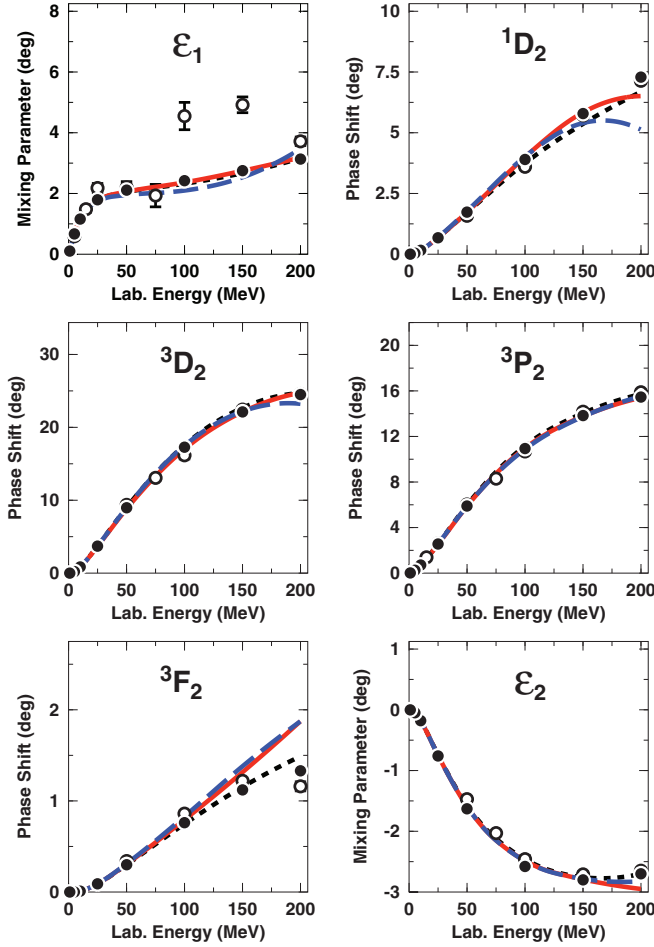 ε1
Mixing Parameter (deg)
8
6
4
2
0
0 50 100 150 200
Lab. Energy (MeV)
1D2
Phase Shift (deg)
10
7.5
5
2.5
0
0 50 100 150 200
Lab. Energy (MeV)
3D2
Phase Shift (deg)
30
20
10
0
0 50 100 150 200
Lab. Energy (MeV)
3P2
Phase Shift (deg)
20
16
12
8
4
0
0 50 100 150 200
Lab. Energy (MeV)
3F2
Phase Shift (deg)
2
1
0
0 50 100 150 200
Lab. Energy (MeV)
ε2
Mixing Parameter (deg)
1
0
-1
-2
-3
0 50 100 150 200
Lab. Energy (MeV)